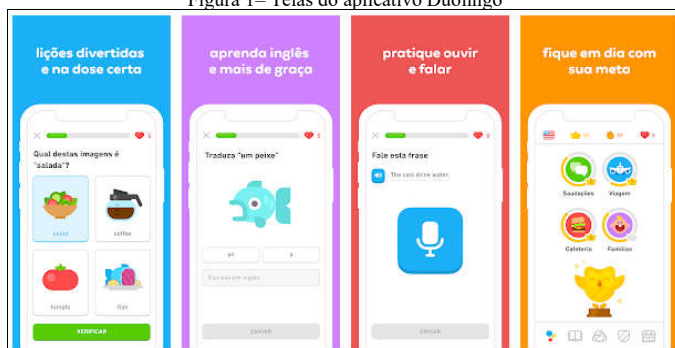 Figura 1– Telas do aplicativo Duolingo
lições divertidas
e na dose certa
Qual destas imagens é
"salada"?
salad
coffee
tomato
fish
VERIFICAR
aprenda inglês
e mais de graça
Traduza "um peixe"
Escreva em inglês
ENVIAR
pratique ouvir
e falar
Fale esta frase
The cats drink water.
ENVIAR
fique em dia com
sua meta
Saudações
Viagem
Cafeteria
Famílias